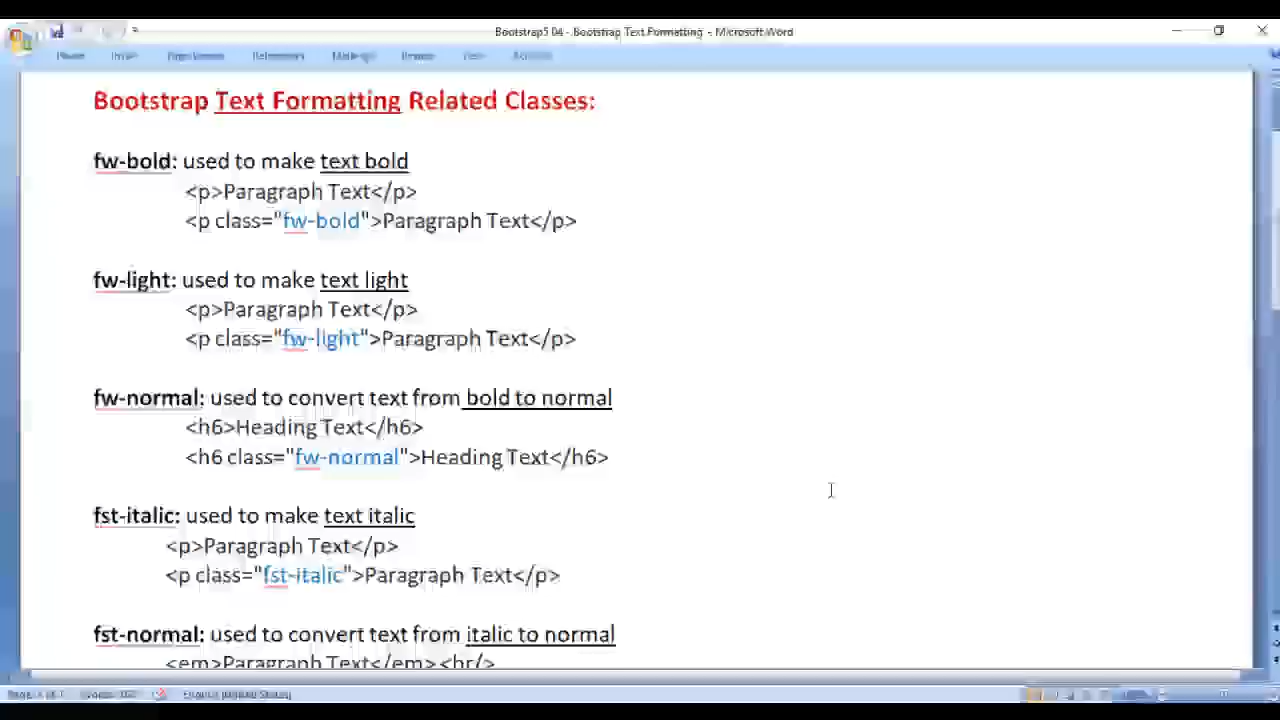 Bootstrap5 04 - Bootstrap Text Formatting - Microsoft Word
Bootstrap Text Formatting Related Classes:
fw-bold: used to make text bold
<p>Paragraph Text</p>
<p class="fw-bold">Paragraph Text</p>
fw-light: used to make text light
<p>Paragraph Text</p>
<p class="fw-light">Paragraph Text</p>
fw-normal: used to convert text from bold to normal
<h6>Heading Text</h6>
<h6 class="fw-normal">Heading Text</h6>
fst-italic: used to make text italic
<p>Paragraph Text</p>
<p class="fst-italic">Paragraph Text</p>
fst-normal: used to convert text from italic to normal
<em>Paragraph Text</em><br/>